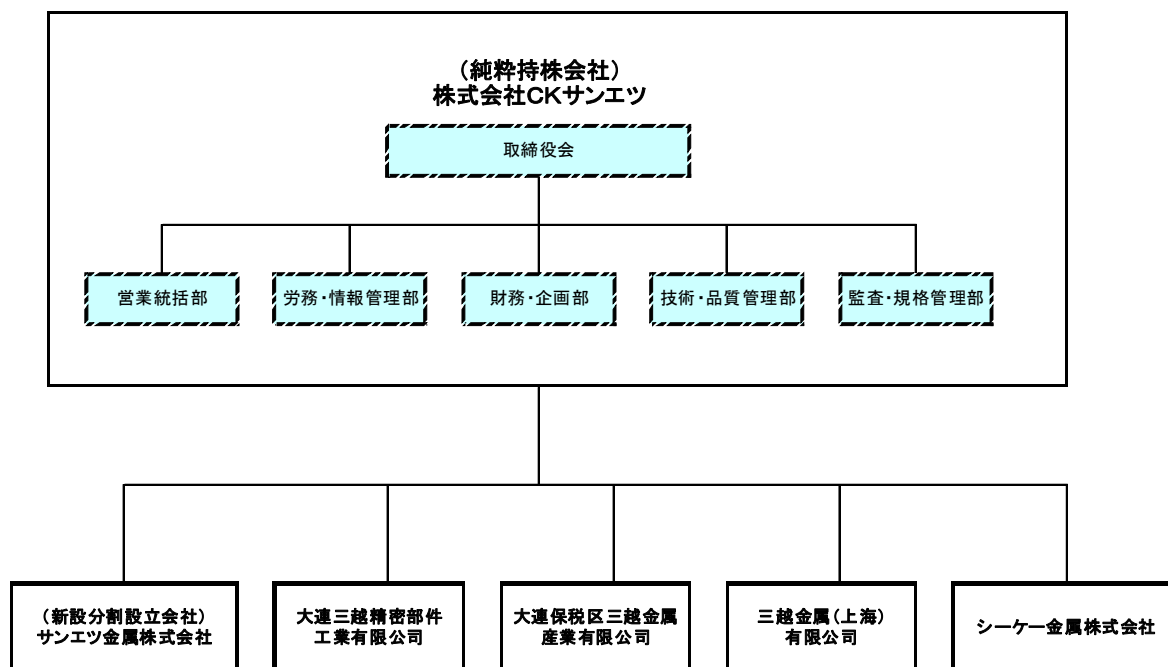 (純粋持株会社)
株式会社CKサンエツ
取締役会
営業統括部
労務・情報管理部
財務・企画部
技術・品質管理部
監査・規格管理部
(新設分割設立会社)
サンエツ金属株式会社
大連三越精密部件
工業有限公司
大連保税区三越金属
産業有限公司
三越金属(上海)
有限公司
シーケー金属株式会社